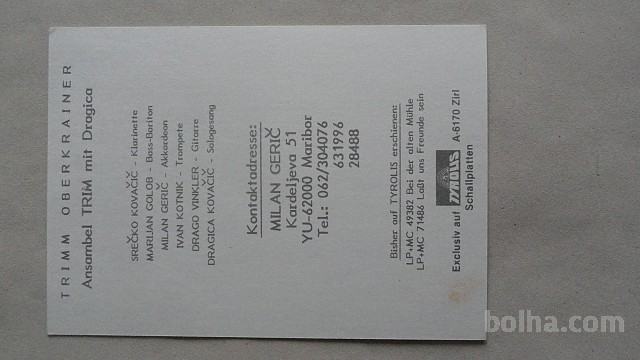 TRIMM OBERKRAINER
Ansambel TRIM mit Dragica
SREČKO KOVAČIČ - Klarinette
MARIJAN GOLOB - Bass-Bariton
MILAN GERIČ - Akkordeon
IVAN KOTNIK - Trompete
DRAGO VINKLER - Gitarre
DRAGICA KOVAČIČ - Sologesang
Kontaktadresse:
MILAN GERIČ
Kardeljeva 51
YU-62000 Maribor
Tel.: 062/304076
631996
28488
Bisher auf TYROLIS erschienen:
LP+MC 49382 Bei der alten Mühle
LP+MC 71486 Laßt uns Freunde sein
Exclusiv auf TYROLIS A-6170 Zirl
Schallplatten
bolha.com